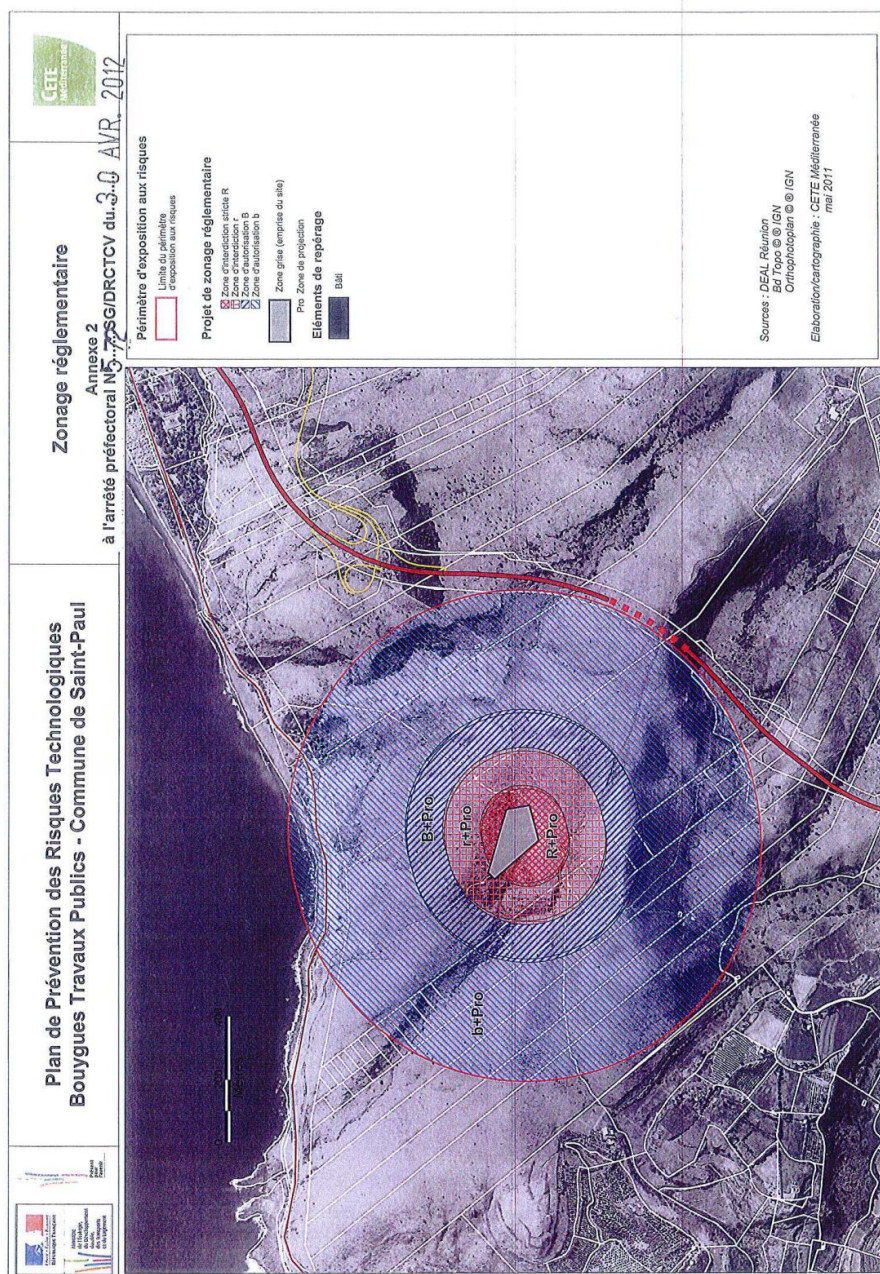 Plan de Prévention des Risques Technologiques
Bouygues Travaux Publics - Commune de Saint-Paul
Zonage réglementaire
Annexe 2
à l'arrêté préfectoral N° SG/DRCTCV du 30 AVR. 2012
CETE
Méditerranée
RÉPUBLIQUE FRANÇAISE
Périmètre d'exposition aux risques
Limite du périmètre
d'exposition aux risques
Projet de zonage réglementaire
Zone d'interdiction stricte R
Zone d'interdiction r
Zone d'autorisation B
Zone d'autorisation b
Zone grise (emprise du site)
Pro Zone de projection
Eléments de repérage
Bâti
Sources : DEAL Réunion
Bd Topo © ® IGN
Orthophotoplan © ® IGN
Elaboration/cartographie : CETE Méditerranée
mai 2011
b+Pro
B+Pro
r+Pro
R+Pro